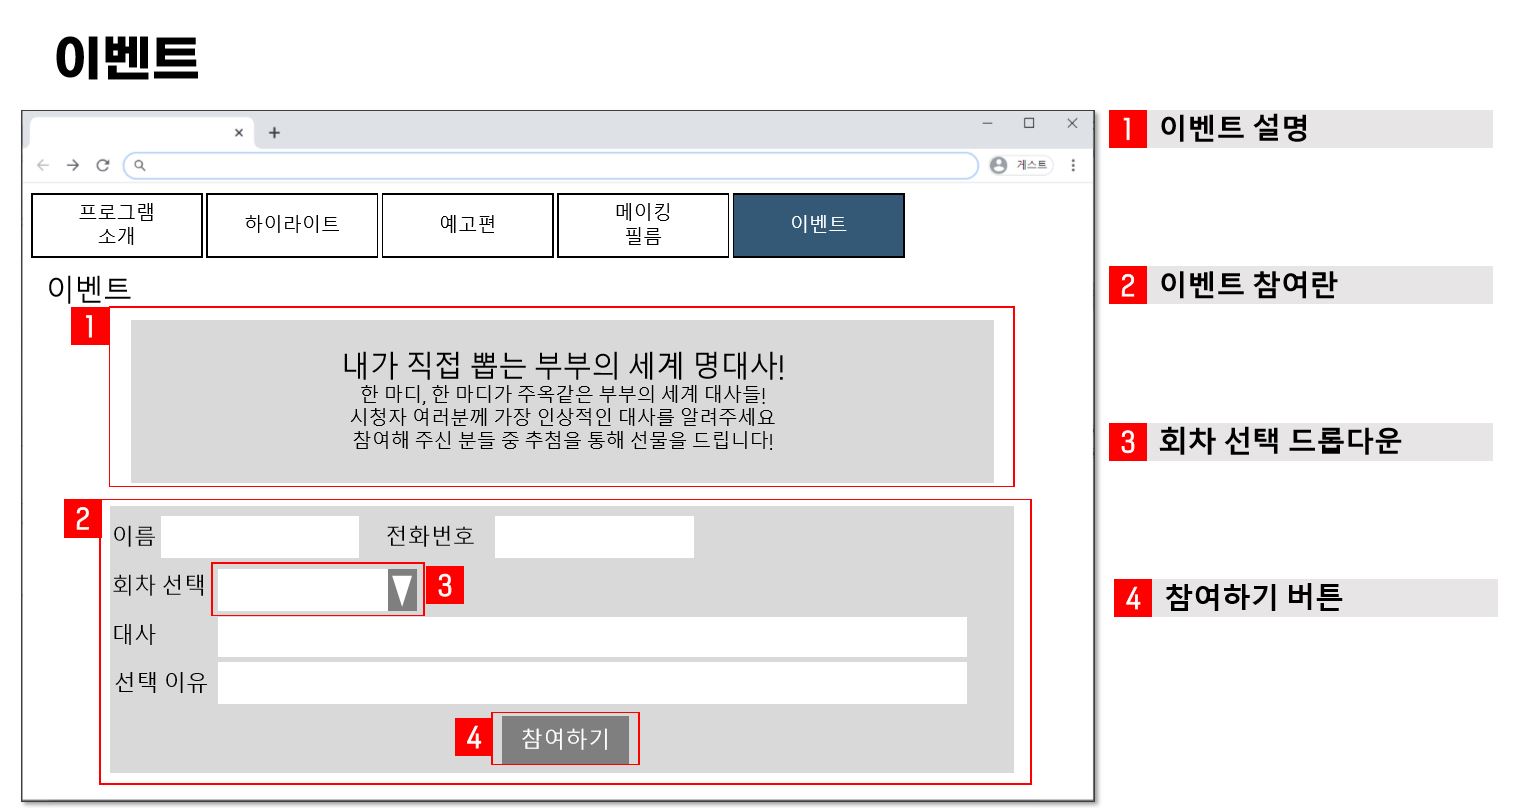 이벤트
게스트
프로그램
소개
하이라이트
예고편
메이킹
필름
이벤트
이벤트
1
내가 직접 뽑는 부부의 세계 명대사!
한 마디, 한 마디가 주옥같은 부부의 세계 대사들!
시청자 여러분께 가장 인상적인 대사를 알려주세요
참여해 주신 분들 중 추첨을 통해 선물을 드립니다!
2
이름
전화번호
회차 선택
3
대사
선택 이유
4
참여하기
1 이벤트 설명
2 이벤트 참여란
3 회차 선택 드롭다운
4 참여하기 버튼